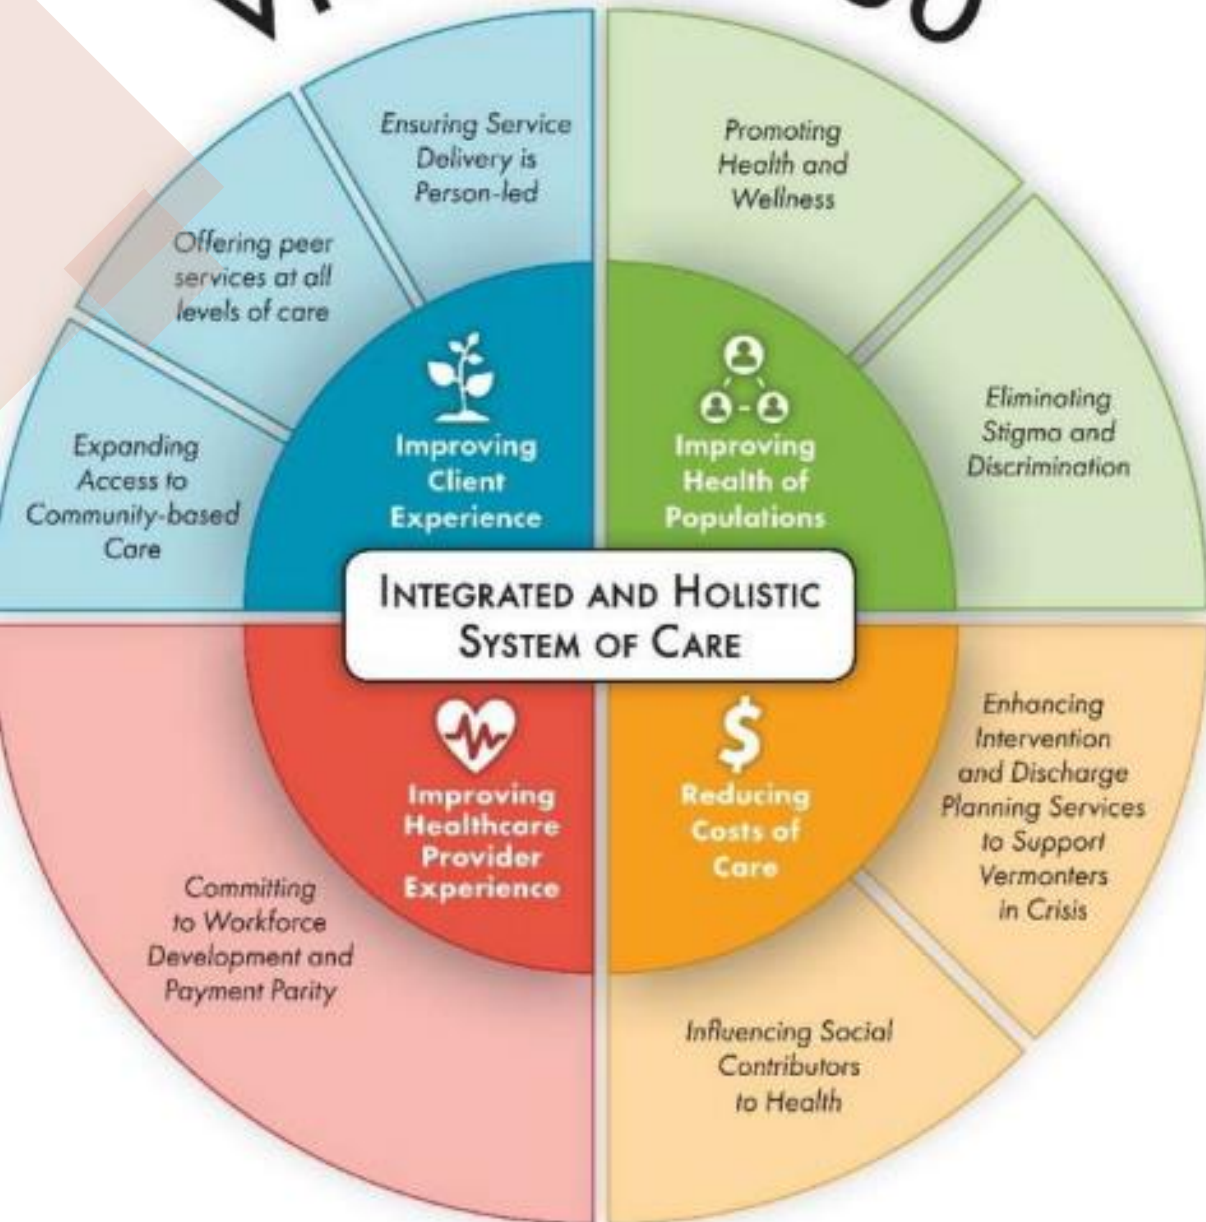 Ensuring Service
Delivery is
Person-led
Offering peer
services at all
levels of care
Expanding
Access to
Community-based
Care
Improving
Client
Experience
Promoting
Health and
Wellness
Eliminating
Stigma and
Discrimination
Improving
Health of
Populations
INTEGRATED AND HOLISTIC
SYSTEM OF CARE
Improving
Healthcare
Provider
Experience
Committing
to Workforce
Development and
Payment Parity
$
Reducing
Costs of
Care
Enhancing
Intervention
and Discharge
Planning Services
to Support
Vermonters
in Crisis
Influencing Social
Contributors
to Health